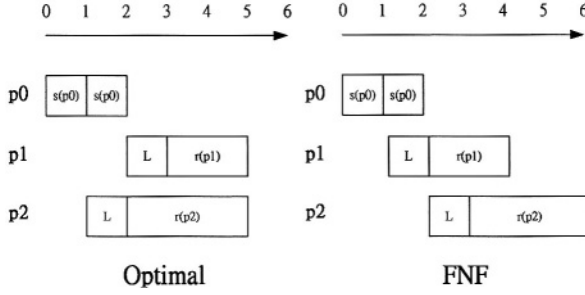 0 1 2 3 4 5 6 0 1 2 3 4 5 6
p0 s(p0) s(p0) p0 s(p0) s(p0)
p1 L r(p1) p1 L r(p1)
p2 L r(p2) p2 L r(p2)
Optimal FNF